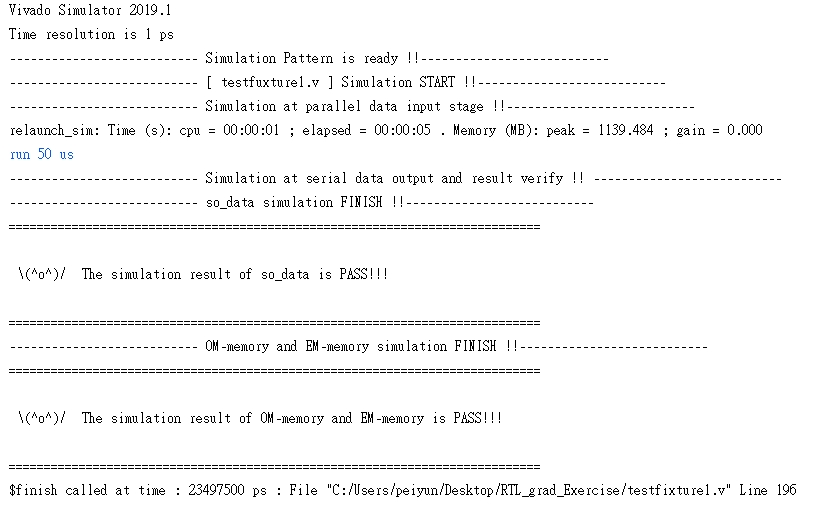 Vivado Simulator 2019.1
Time resolution is 1 ps
--------------------------- Simulation Pattern is ready !!---------------------------
--------------------------- [ testfuxture1.v ] Simulation START !!---------------------------
--------------------------- Simulation at parallel data input stage !!---------------------------
relaunch_sim: Time (s): cpu = 00:00:01 ; elapsed = 00:00:05 . Memory (MB): peak = 1139.484 ; gain = 0.000
run 50 us
--------------------------- Simulation at serial data output and result verify !! ---------------------------
--------------------------- so_data simulation FINISH !!---------------------------
============================================================================
\(^o^)/  The simulation result of so_data is PASS!!!
============================================================================
--------------------------- OM-memory and EM-memory simulation FINISH !!---------------------------
============================================================================
\(^o^)/  The simulation result of OM-memory and EM-memory is PASS!!!
============================================================================
$finish called at time : 23497500 ps : File "C:/Users/peiyun/Desktop/RTL_grad_Exercise/testfixture1.v" Line 196